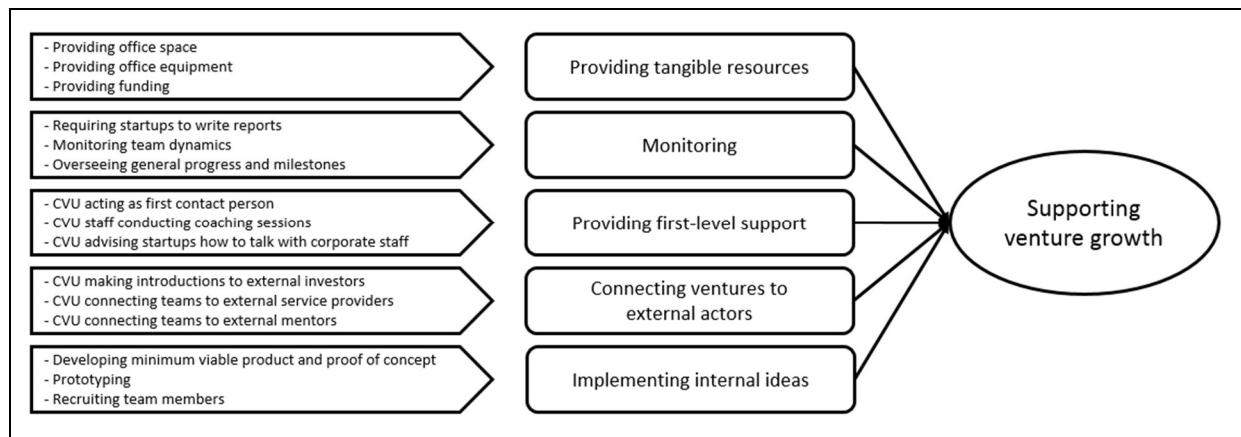 - Providing office space
- Providing office equipment
- Providing funding
Providing tangible resources
- Requiring startups to write reports
- Monitoring team dynamics
- Overseeing general progress and milestones
Monitoring
- CVU acting as first contact person
- CVU staff conducting coaching sessions
- CVU advising startups how to talk with corporate staff
Providing first-level support
- CVU making introductions to external investors
- CVU connecting teams to external service providers
- CVU connecting teams to external mentors
Connecting ventures to
external actors
- Developing minimum viable product and proof of concept
- Prototyping
- Recruiting team members
Implementing internal ideas
Supporting
venture growth